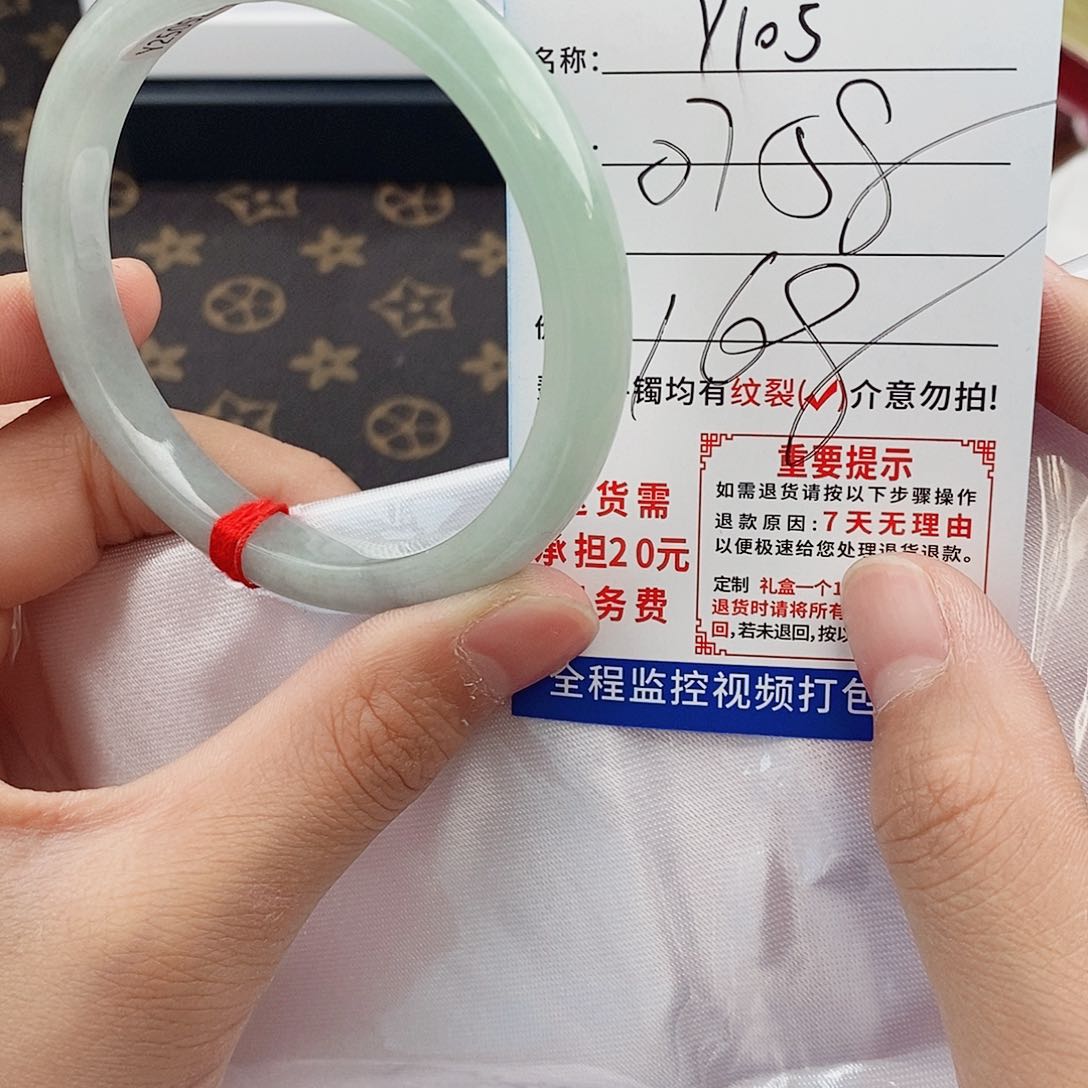 Y2509
Y105
名称:
0708
168
镯均有纹裂(✓)介意勿拍!
重要提示
如需退货请按以下步骤操作
退款原因:7天无理由
以便极速给您处理退货退款。
定制 礼盒一个1
退货时请将所有
回,若未退回,按以
退货需
承担20元
务费
全程监控视频打包